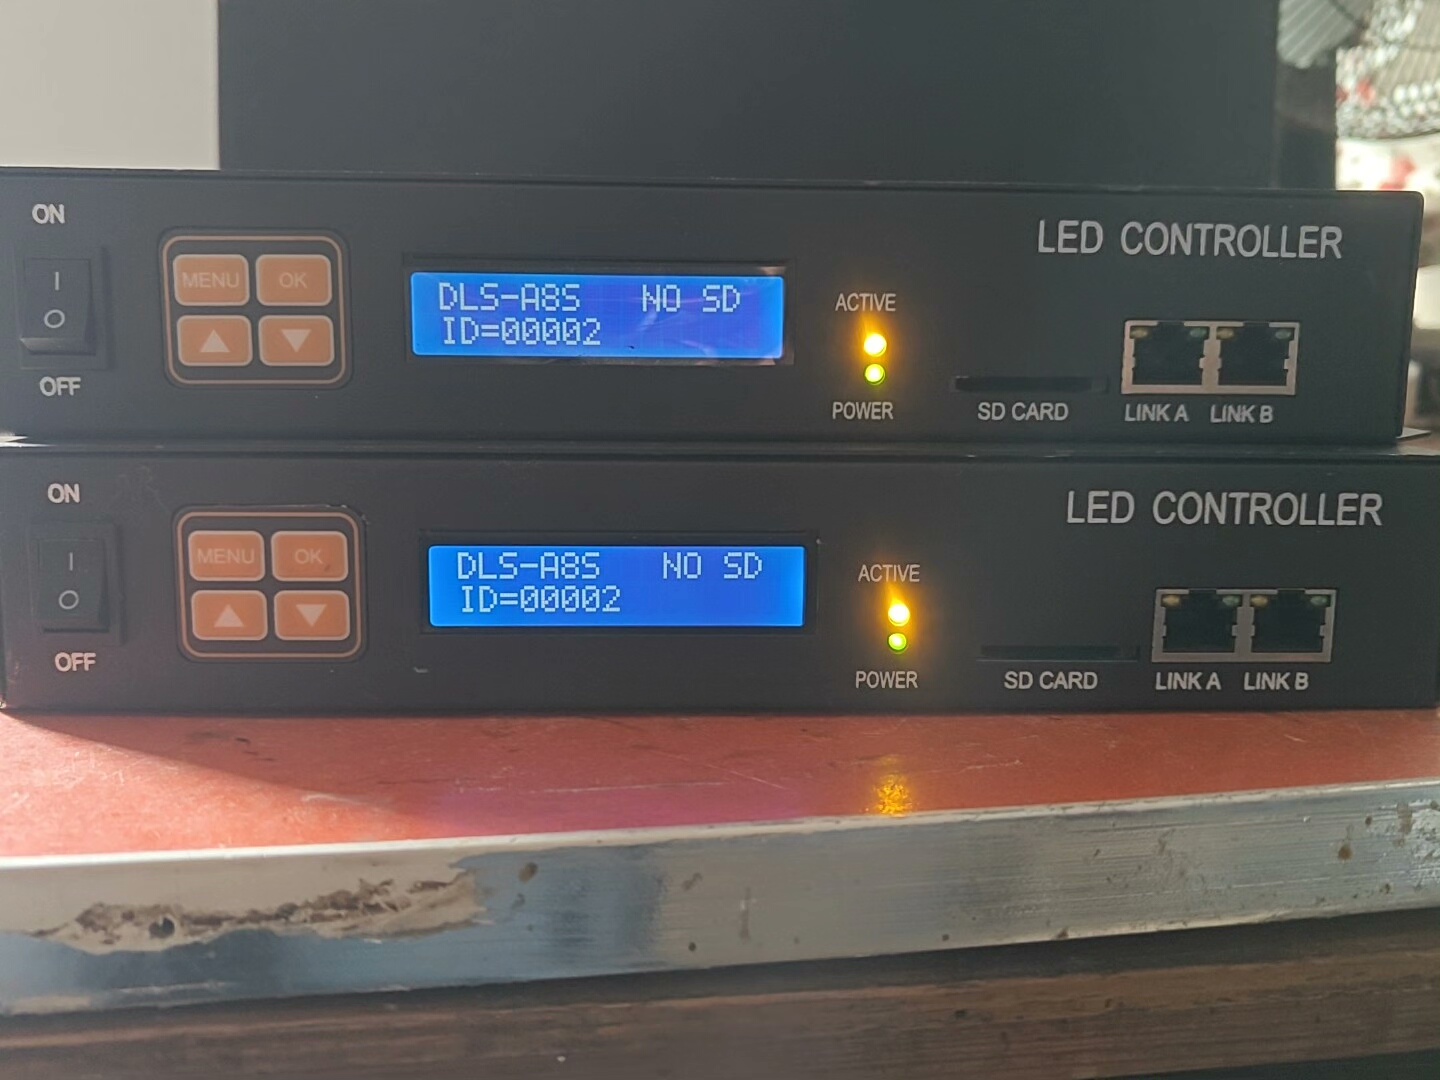 ON
LED CONTROLLER
MENU OK
DLS-A8S NO SD
ID=00002
ACTIVE
OFF
POWER
SD CARD
LINK A LINK B
ON
LED CONTROLLER
MENU OK
DLS-A8S NO SD
ID=00002
ACTIVE
OFF
POWER
SD CARD
LINK A LINK B